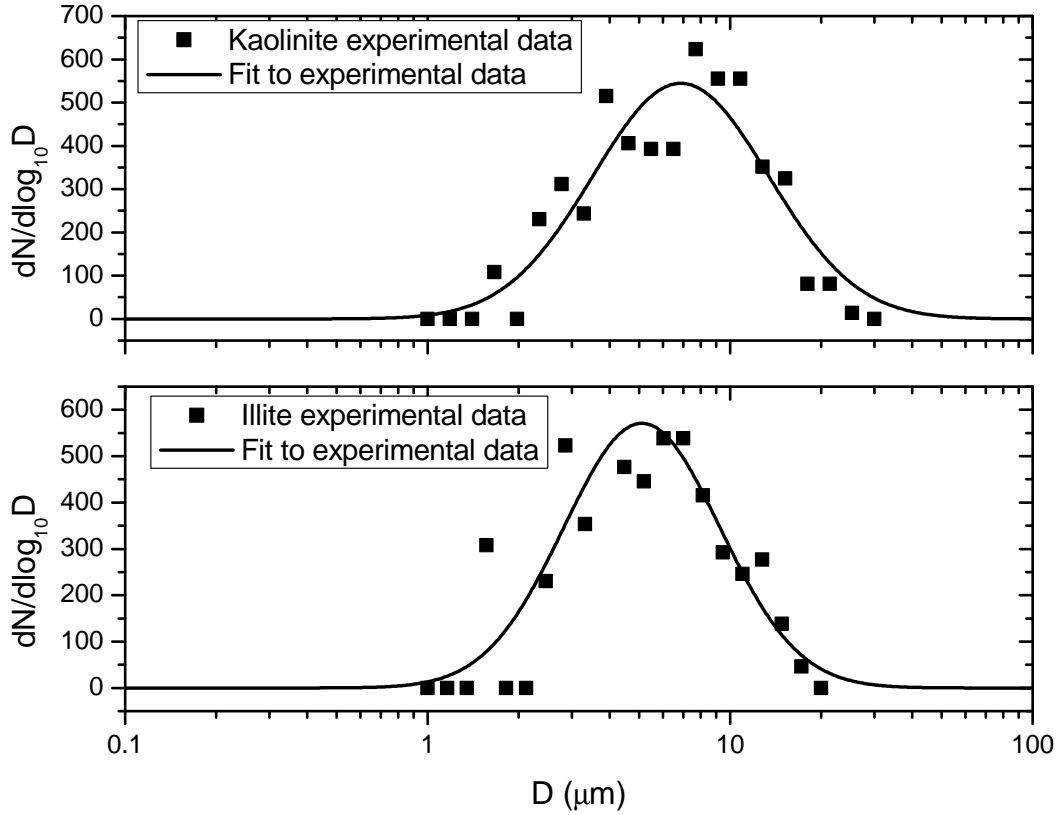 700
600
500
400
300
200
100
0
dN/dlog₁₀D
Kaolinite experimental data
Fit to experimental data
600
500
400
300
200
100
0
dN/dlog₁₀D
Illite experimental data
Fit to experimental data
0.1 1 10 100
D (μm)